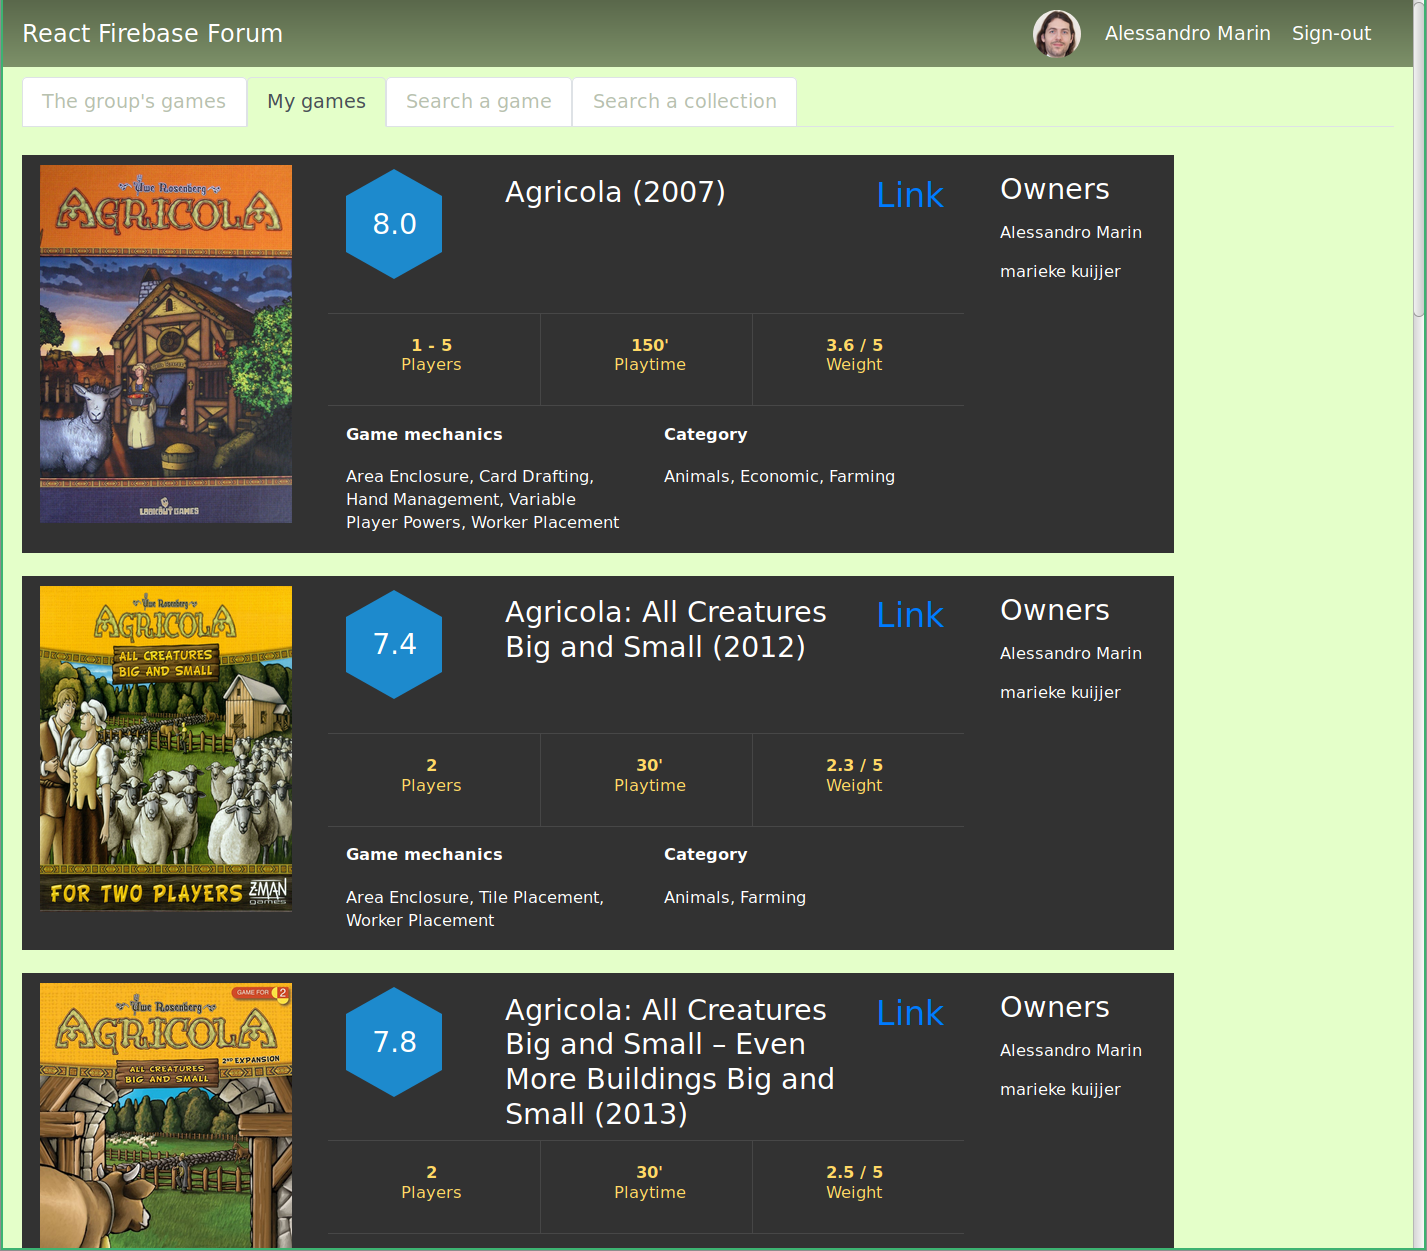 React Firebase Forum
Alessandro Marin
Sign-out
The group's games
My games
Search a game
Search a collection
Uwe Rosenberg
AGRICOLA
LOOKOUT GAMES
8.0
Agricola (2007)
Link
Owners
Alessandro Marin
marieke kuijjer
1 - 5
Players
150'
Playtime
3.6 / 5
Weight
Game mechanics
Area Enclosure, Card Drafting,
Hand Management, Variable
Player Powers, Worker Placement
Category
Animals, Economic, Farming
Uwe Rosenberg
AGRICOLA
ALL CREATURES
BIG AND SMALL
FOR TWO PLAYERS
Z-MAN
games
7.4
Agricola: All Creatures
Big and Small (2012)
Link
Owners
Alessandro Marin
marieke kuijjer
2
Players
30'
Playtime
2.3 / 5
Weight
Game mechanics
Area Enclosure, Tile Placement,
Worker Placement
Category
Animals, Farming
GAME FOR 2
Uwe Rosenberg
AGRICOLA
2ND EXPANSION
ALL CREATURES
BIG AND SMALL
7.8
Agricola: All Creatures
Big and Small – Even
More Buildings Big and
Small (2013)
Link
Owners
Alessandro Marin
marieke kuijjer
2
Players
30'
Playtime
2.5 / 5
Weight